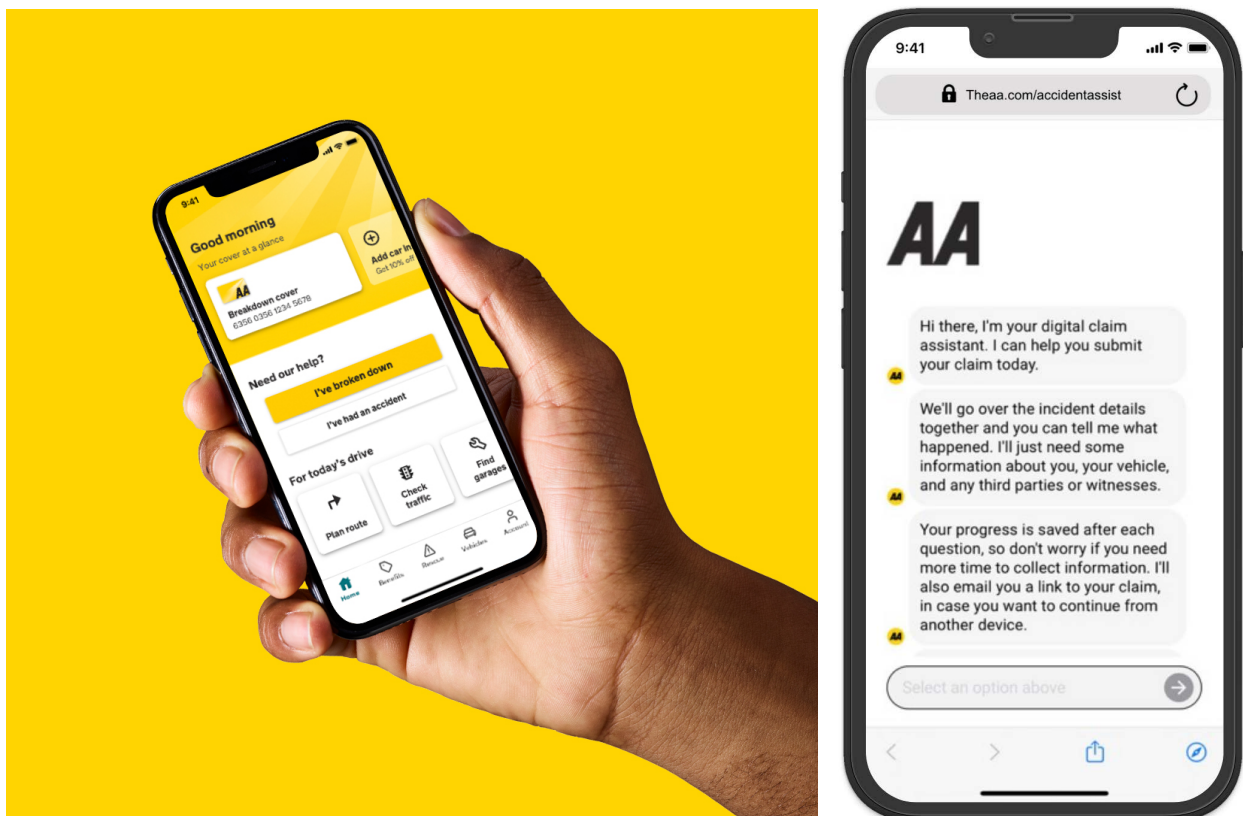 9:41
Good morning
Your cover at a glance
AA
Breakdown cover
6356 0356 1234 5678
Add car in
Get 10% off
Need our help?
I've broken down
I've had an accident
For today's drive
Plan route
Check
traffic
Find
garages
Home
Benefits
Rescue
Vehicles
Account
9:41
Theaa.com/accidentassist
AA
Hi there, I'm your digital claim
assistant. I can help you submit
your claim today.
AA
We'll go over the incident details
together and you can tell me what
happened. I'll just need some
information about you, your vehicle,
and any third parties or witnesses.
AA
Your progress is saved after each
question, so don't worry if you need
more time to collect information. I'll
also email you a link to your claim,
in case you want to continue from
another device.
AA
Select an option above